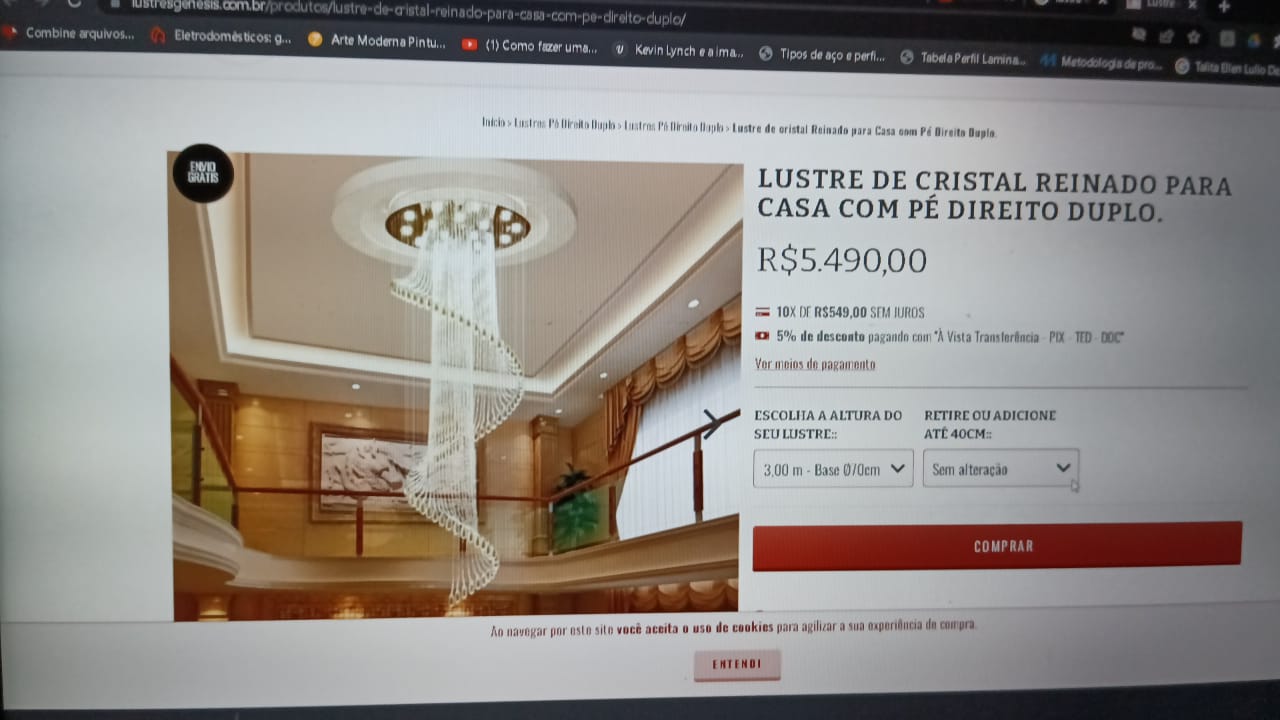 lustresgenesis.com.br/produtos/lustre-de-cristal-reinado-para-casa-com-pe-direito-duplo/
Combine arquivos...
Eletrodomésticos: g...
Arte Moderna Pintu...
(1) Como fazer uma...
Kevin Lynch e a ima...
Tipos de aço e perfi...
Tabela Perfil Lamina...
Metodologia de pro...
Início > Lustres Pé Direito Duplo > Lustres Pé Direito Duplo > Lustre de cristal Reinado para Casa com Pé Direito Duplo.
ENVIO
GRÁTIS
LUSTRE DE CRISTAL REINADO PARA
CASA COM PÉ DIREITO DUPLO.
R$5.490,00
10X DE R$549,00 SEM JUROS
5% de desconto pagando com "À Vista Transferência - PIX - TED - DOC"
Ver meios de pagamento
ESCOLHA A ALTURA DO
SEU LUSTRE::
RETIRE OU ADICIONE
ATÉ 40CM::
3,00 m - Base Ø70cm
Sem alteração
COMPRAR
Ao navegar por este site você aceita o uso de cookies para agilizar a sua experiência de compra.
ENTENDI